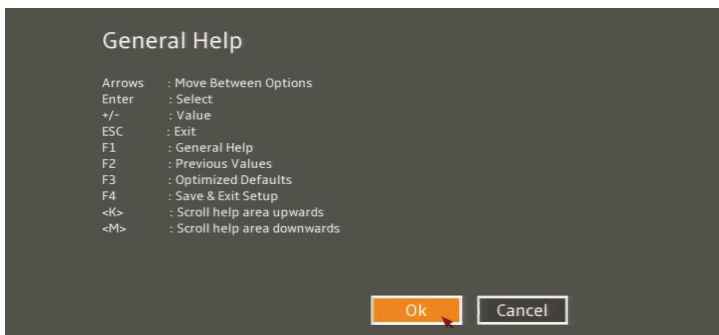 General Help
Arrows : Move Between Options
Enter : Select
+/- : Value
ESC : Exit
F1 : General Help
F2 : Previous Values
F3 : Optimized Defaults
F4 : Save & Exit Setup
<K> : Scroll help area upwards
<M> : Scroll help area downwards
Ok Cancel